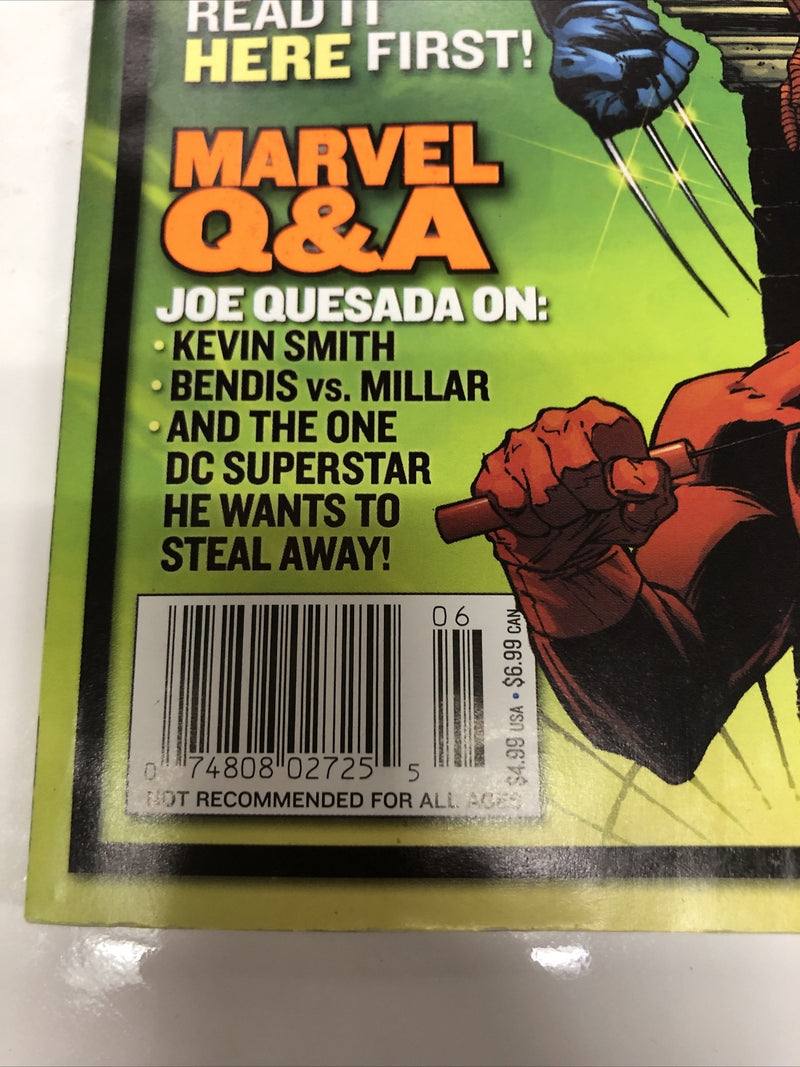 READ IT
HERE FIRST!
MARVEL
Q&A
JOE QUESADA ON:
• KEVIN SMITH
• BENDIS vs. MILLAR
• AND THE ONE
DC SUPERSTAR
HE WANTS TO
STEAL AWAY!
06
$4.99 USA • $6.99 CAN
0 74808 02725 5
NOT RECOMMENDED FOR ALL AGES